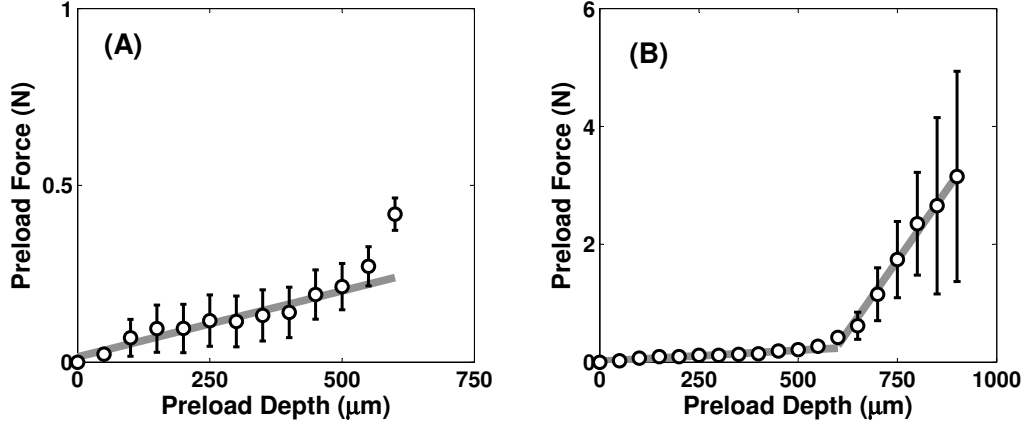 (A)
Preload Force (N)
1
0.5
0
0 250 500 750
Preload Depth (μm)
(B)
Preload Force (N)
6
4
2
0
0 250 500 750 1000
Preload Depth (μm)